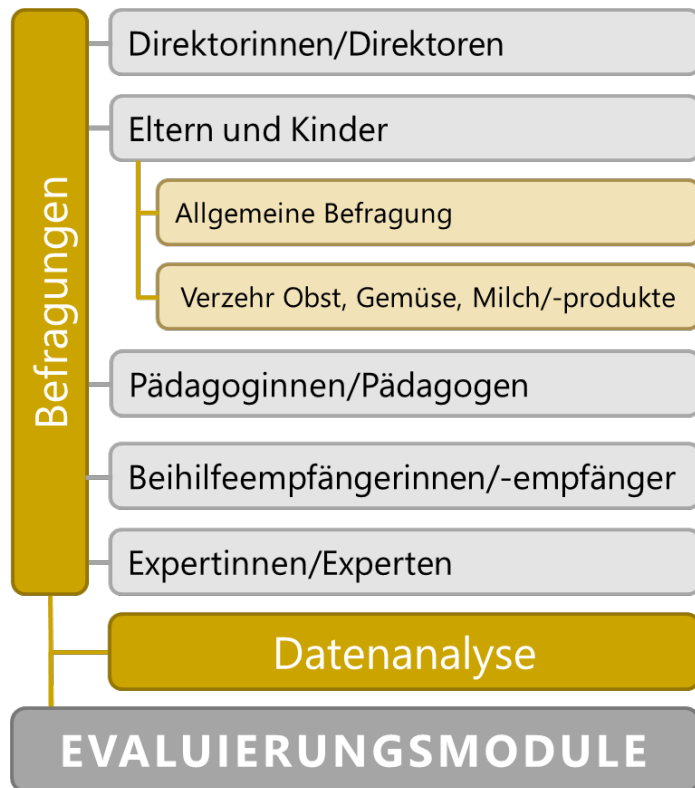 Befragungen
Direktorinnen/Direktoren
Eltern und Kinder
Allgemeine Befragung
Verzehr Obst, Gemüse, Milch/-produkte
Pädagoginnen/Pädagogen
Beihilfeempfängerinnen/-empfänger
Expertinnen/Experten
Datenanalyse
EVALUIERUNGSMODULE